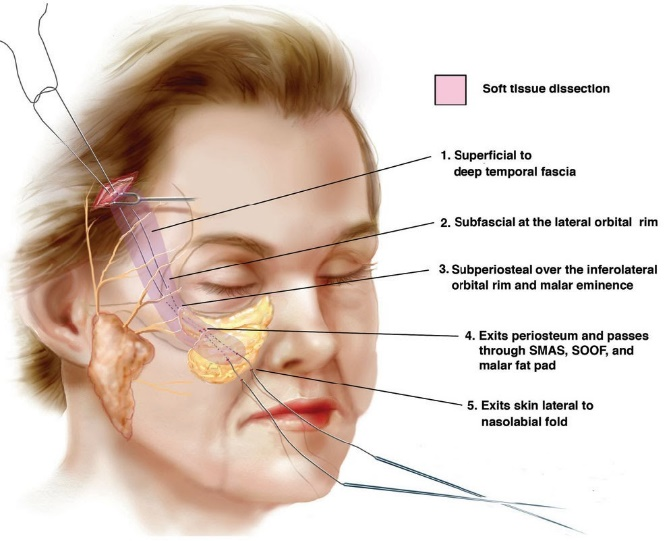 Soft tissue dissection
1. Superficial to
deep temporal fascia
2. Subfascial at the lateral orbital rim
3. Subperiosteal over the inferolateral
orbital rim and malar eminence
4. Exits periosteum and passes
through SMAS, SOOF, and
malar fat pad
5. Exits skin lateral to
nasolabial fold